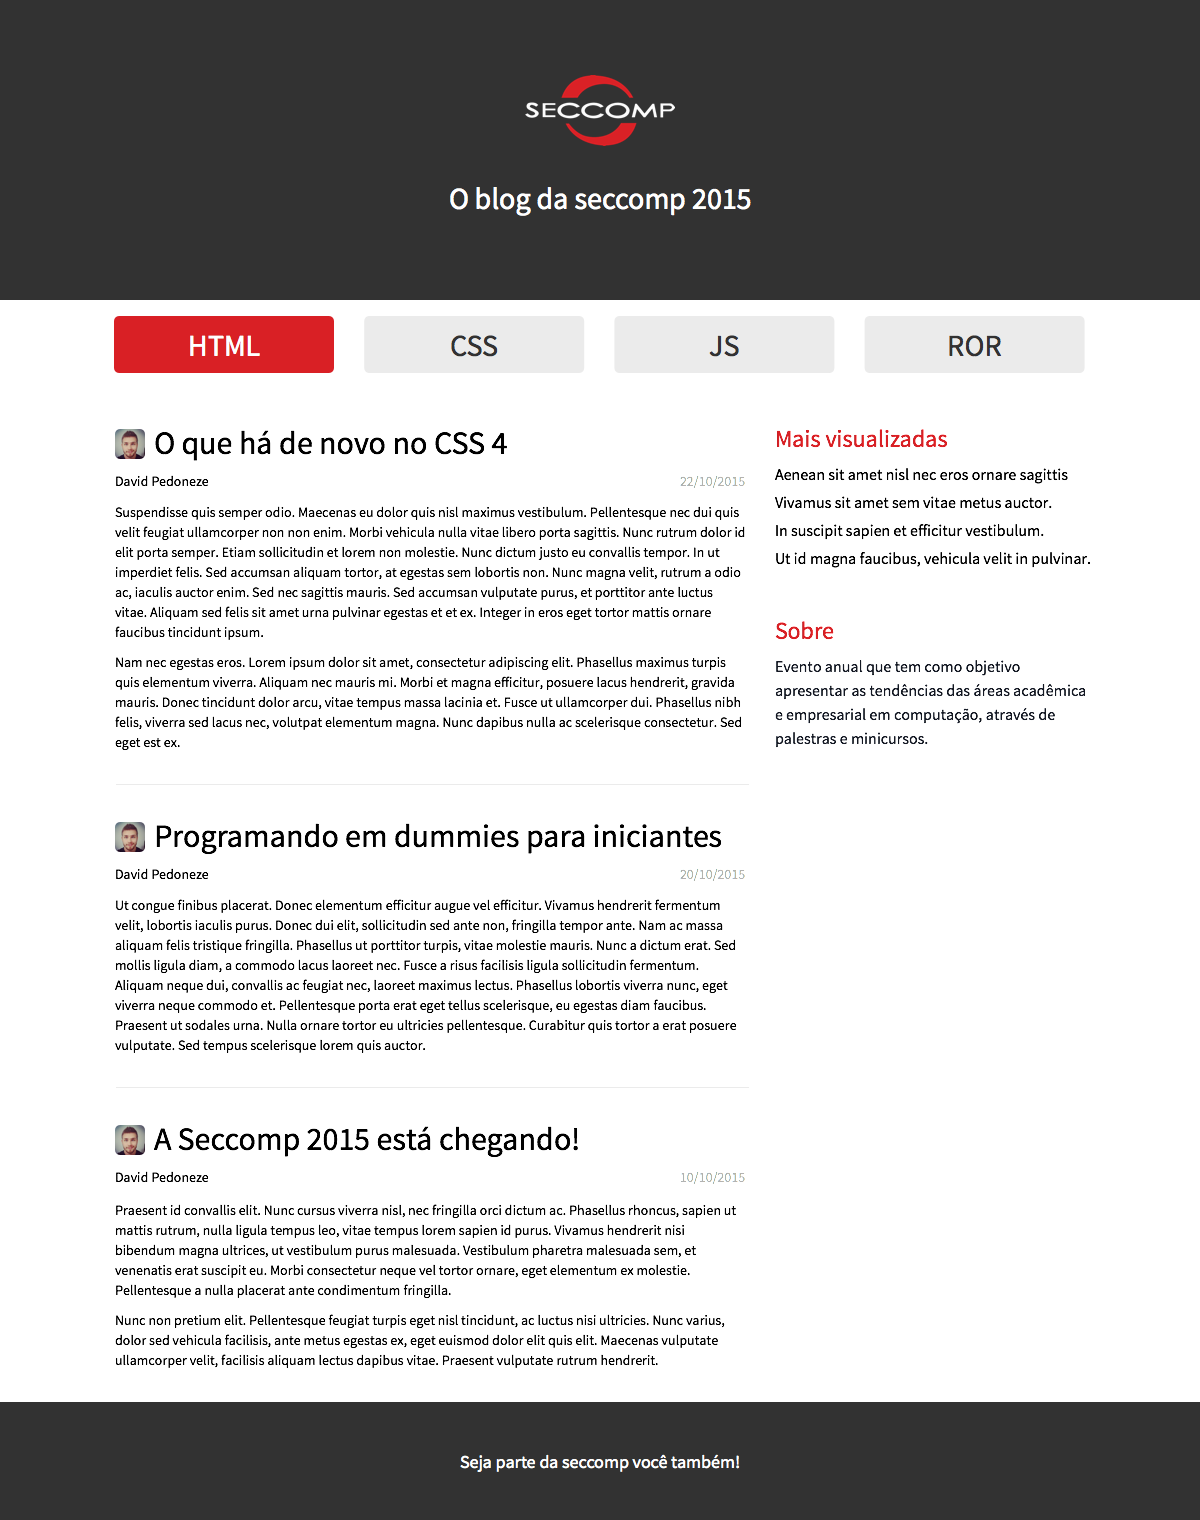 SECCOMP
O blog da seccomp 2015
HTML
CSS
JS
ROR
O que há de novo no CSS 4
David Pedoneze
22/10/2015
Suspendisse quis semper odio. Maecenas eu dolor quis nisl maximus vestibulum. Pellentesque nec dui quis
velit feugiat ullamcorper non non enim. Morbi vehicula nulla vitae libero porta sagittis. Nunc rutrum dolor id
elit porta semper. Etiam sollicitudin et lorem non molestie. Nunc dictum justo eu convallis tempor. In ut
imperdiet felis. Sed accumsan aliquam tortor, at egestas sem lobortis non. Nunc magna velit, rutrum a odio
ac, iaculis auctor enim. Sed nec sagittis mauris. Sed accumsan vulputate purus, et porttitor ante luctus
vitae. Aliquam sed felis sit amet urna pulvinar egestas et et ex. Integer in eros eget tortor mattis ornare
faucibus tincidunt ipsum.
Nam nec egestas eros. Lorem ipsum dolor sit amet, consectetur adipiscing elit. Phasellus maximus turpis
quis elementum viverra. Aliquam nec mauris mi. Morbi et magna efficitur, posuere lacus hendrerit, gravida
mauris. Donec tincidunt dolor arcu, vitae tempus massa lacinia et. Fusce ut ullamcorper dui. Phasellus nibh
felis, viverra sed lacus nec, volutpat elementum magna. Nunc dapibus nulla ac scelerisque consectetur. Sed
eget est ex.
Programando em dummies para iniciantes
David Pedoneze
20/10/2015
Ut congue finibus placerat. Donec elementum efficitur augue vel efficitur. Vivamus hendrerit fermentum
velit, lobortis iaculis purus. Donec dui elit, sollicitudin sed ante non, fringilla tempor ante. Nam ac massa
aliquam felis tristique fringilla. Phasellus ut porttitor turpis, vitae molestie mauris. Nunc a dictum erat. Sed
mollis ligula diam, a commodo lacus laoreet nec. Fusce a risus facilisis ligula sollicitudin fermentum.
Aliquam neque dui, convallis ac feugiat nec, laoreet maximus lectus. Phasellus lobortis viverra nunc, eget
viverra neque commodo et. Pellentesque porta erat eget tellus scelerisque, eu egestas diam faucibus.
Praesent ut sodales urna. Nulla ornare tortor eu ultricies pellentesque. Curabitur quis tortor a erat posuere
vulputate. Sed tempus scelerisque lorem quis auctor.
A Seccomp 2015 está chegando!
David Pedoneze
10/10/2015
Praesent id convallis elit. Nunc cursus viverra nisl, nec fringilla orci dictum ac. Phasellus rhoncus, sapien ut
mattis rutrum, nulla ligula tempus leo, vitae tempus lorem sapien id purus. Vivamus hendrerit nisi
bibendum magna ultrices, ut vestibulum purus malesuada. Vestibulum pharetra malesuada sem, et
venenatis erat suscipit eu. Morbi consectetur neque vel tortor ornare, eget elementum ex molestie.
Pellentesque a nulla placerat ante condimentum fringilla.
Nunc non pretium elit. Pellentesque feugiat turpis eget nisl tincidunt, ac luctus nisi ultricies. Nunc varius,
dolor sed vehicula facilisis, ante metus egestas ex, eget euismod dolor elit quis elit. Maecenas vulputate
ullamcorper velit, facilisis aliquam lectus dapibus vitae. Praesent vulputate rutrum hendrerit.
Mais visualizadas
Aenean sit amet nisl nec eros ornare sagittis
Vivamus sit amet sem vitae metus auctor.
In suscipit sapien et efficitur vestibulum.
Ut id magna faucibus, vehicula velit in pulvinar.
Sobre
Evento anual que tem como objetivo
apresentar as tendências das áreas acadêmica
e empresarial em computação, através de
palestras e minicursos.
Seja parte da seccomp você também!